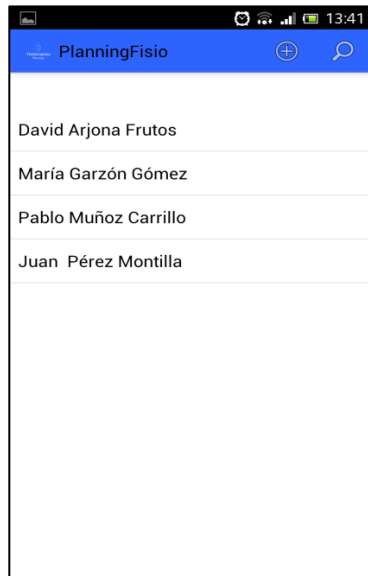 13:41
PlanningFisio
David Arjona Frutos
María Garzón Gómez
Pablo Muñoz Carrillo
Juan  Pérez Montilla